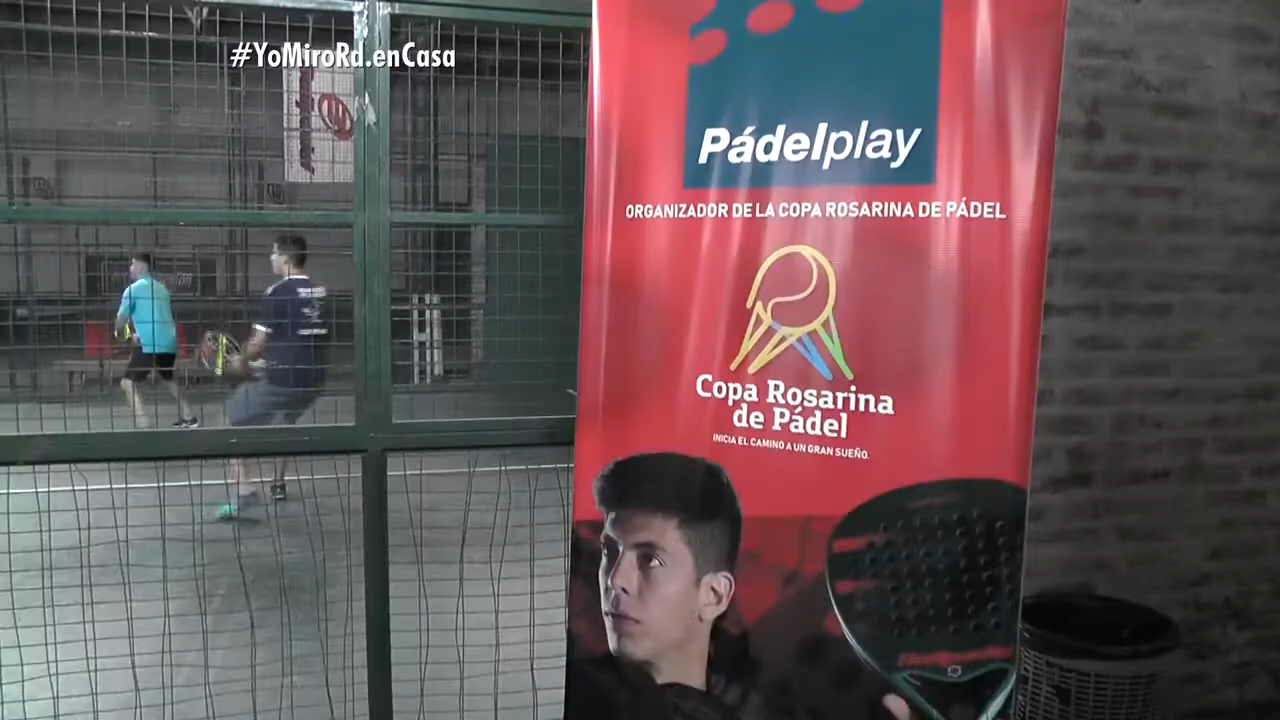 #YoMiroRd.enCasa
Pádelplay
ORGANIZADOR DE LA COPA ROSARINA DE PÁDEL
Copa Rosarina
de Pádel
INICIA EL CAMINO A UN GRAN SUEÑO.